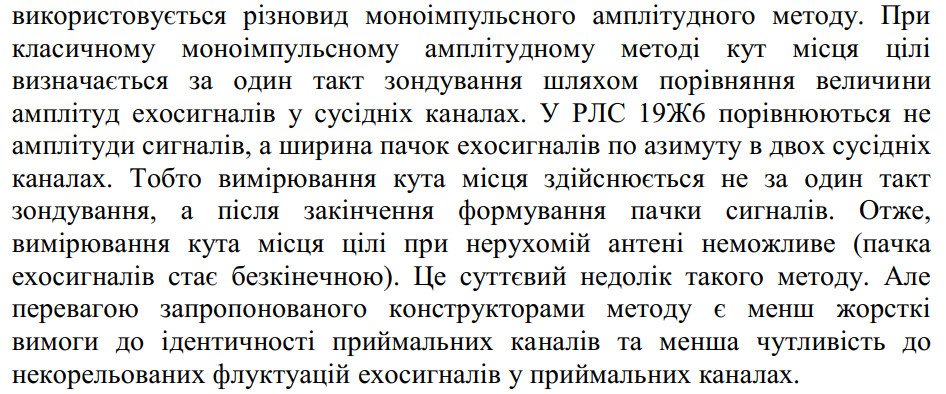 використовується різновид моноімпульсного амплітудного методу. При
класичному моноімпульсному амплітудному методі кут місця цілі
визначається за один такт зондування шляхом порівняння величини
амплітуд ехосигналів у сусідніх каналах. У РЛС 19Ж6 порівнюються не
амплітуди сигналів, а ширина пачок ехосигналів по азимуту в двох сусідніх
каналах. Тобто вимірювання кута місця здійснюється не за один такт
зондування, а після закінчення формування пачки сигналів. Отже,
вимірювання кута місця цілі при нерухомій антені неможливе (пачка
ехосигналів стає безкінечною). Це суттєвий недолік такого методу. Але
перевагою запропонованого конструкторами методу є менш жорсткі
вимоги до ідентичності приймальних каналів та менша чутливість до
некорельованих флуктуацій ехосигналів у приймальних каналах.